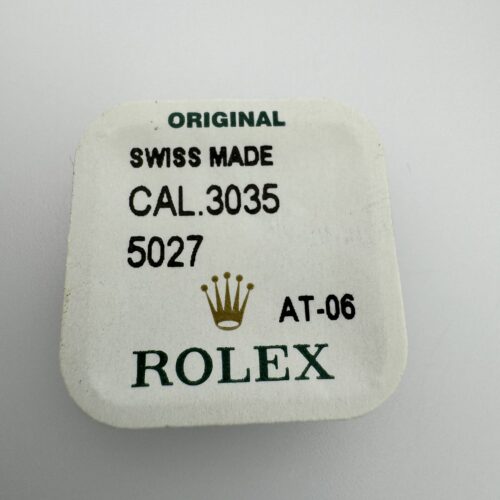 ORIGINAL
SWISS MADE
CAL.3035
5027
AT-06
ROLEX